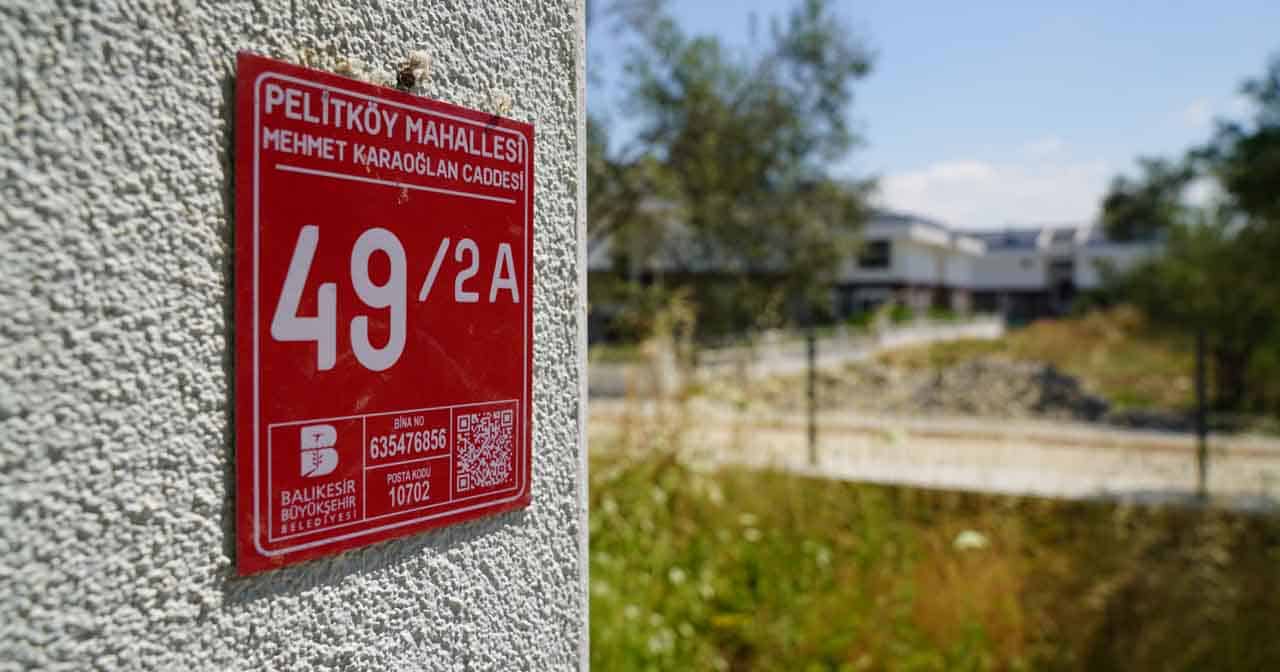 PELİTKÖY MAHALLESİ
MEHMET KARAOĞLAN CADDESİ
49/2A
BALIKESİR
BÜYÜKŞEHİR
BELEDİYESİ
BİNA NO
635476856
POSTA KODU
10702